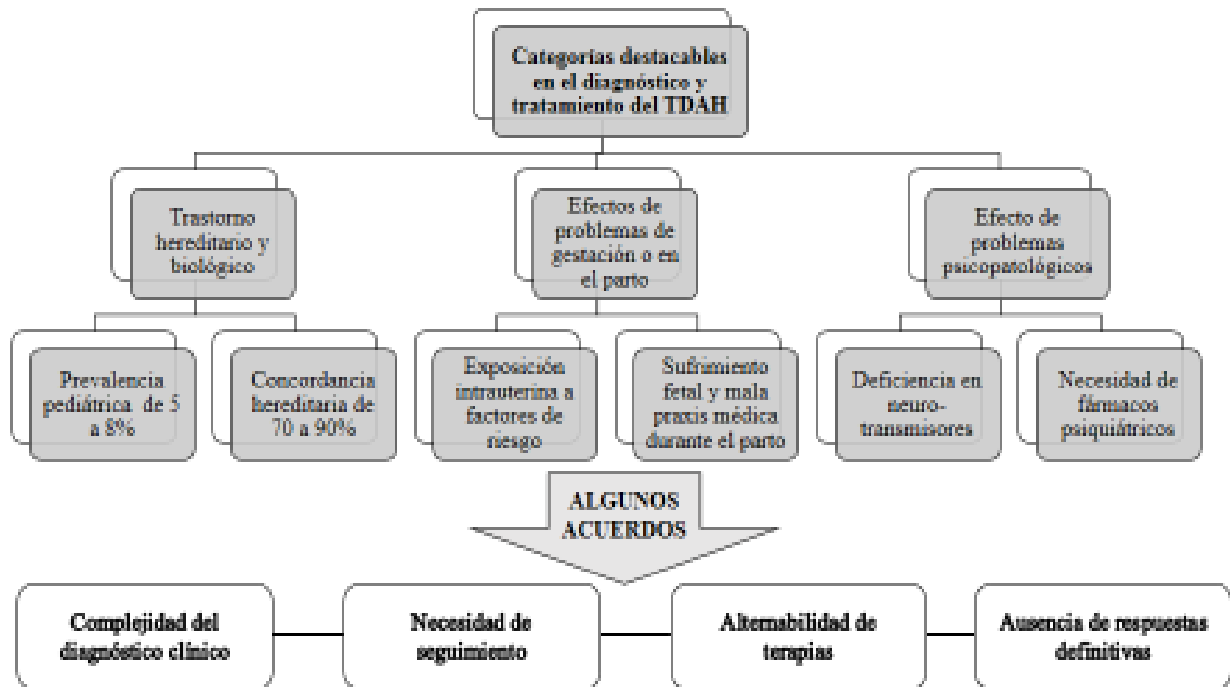 Categorías destacables
en el diagnóstico y
tratamiento del TDAH
Trastorno
hereditario y
biológico
Efectos de
problemas de
gestación o en
el parto
Efecto de
problemas
psicopatológicos
Prevalencia
pediátrica de 5
a 8%
Concordancia
hereditaria de
70 a 90%
Exposición
intrauterina a
factores de
riesgo
Sufrimiento
fetal y mala
praxis médica
durante el parto
Deficiencia en
neuro-
transmisores
Necesidad de
fármacos
psiquiátricos
ALGUNOS
ACUERDOS
Complejidad del
diagnóstico clínico
Necesidad de
seguimiento
Alternabilidad de
terapias
Ausencia de respuestas
definitivas